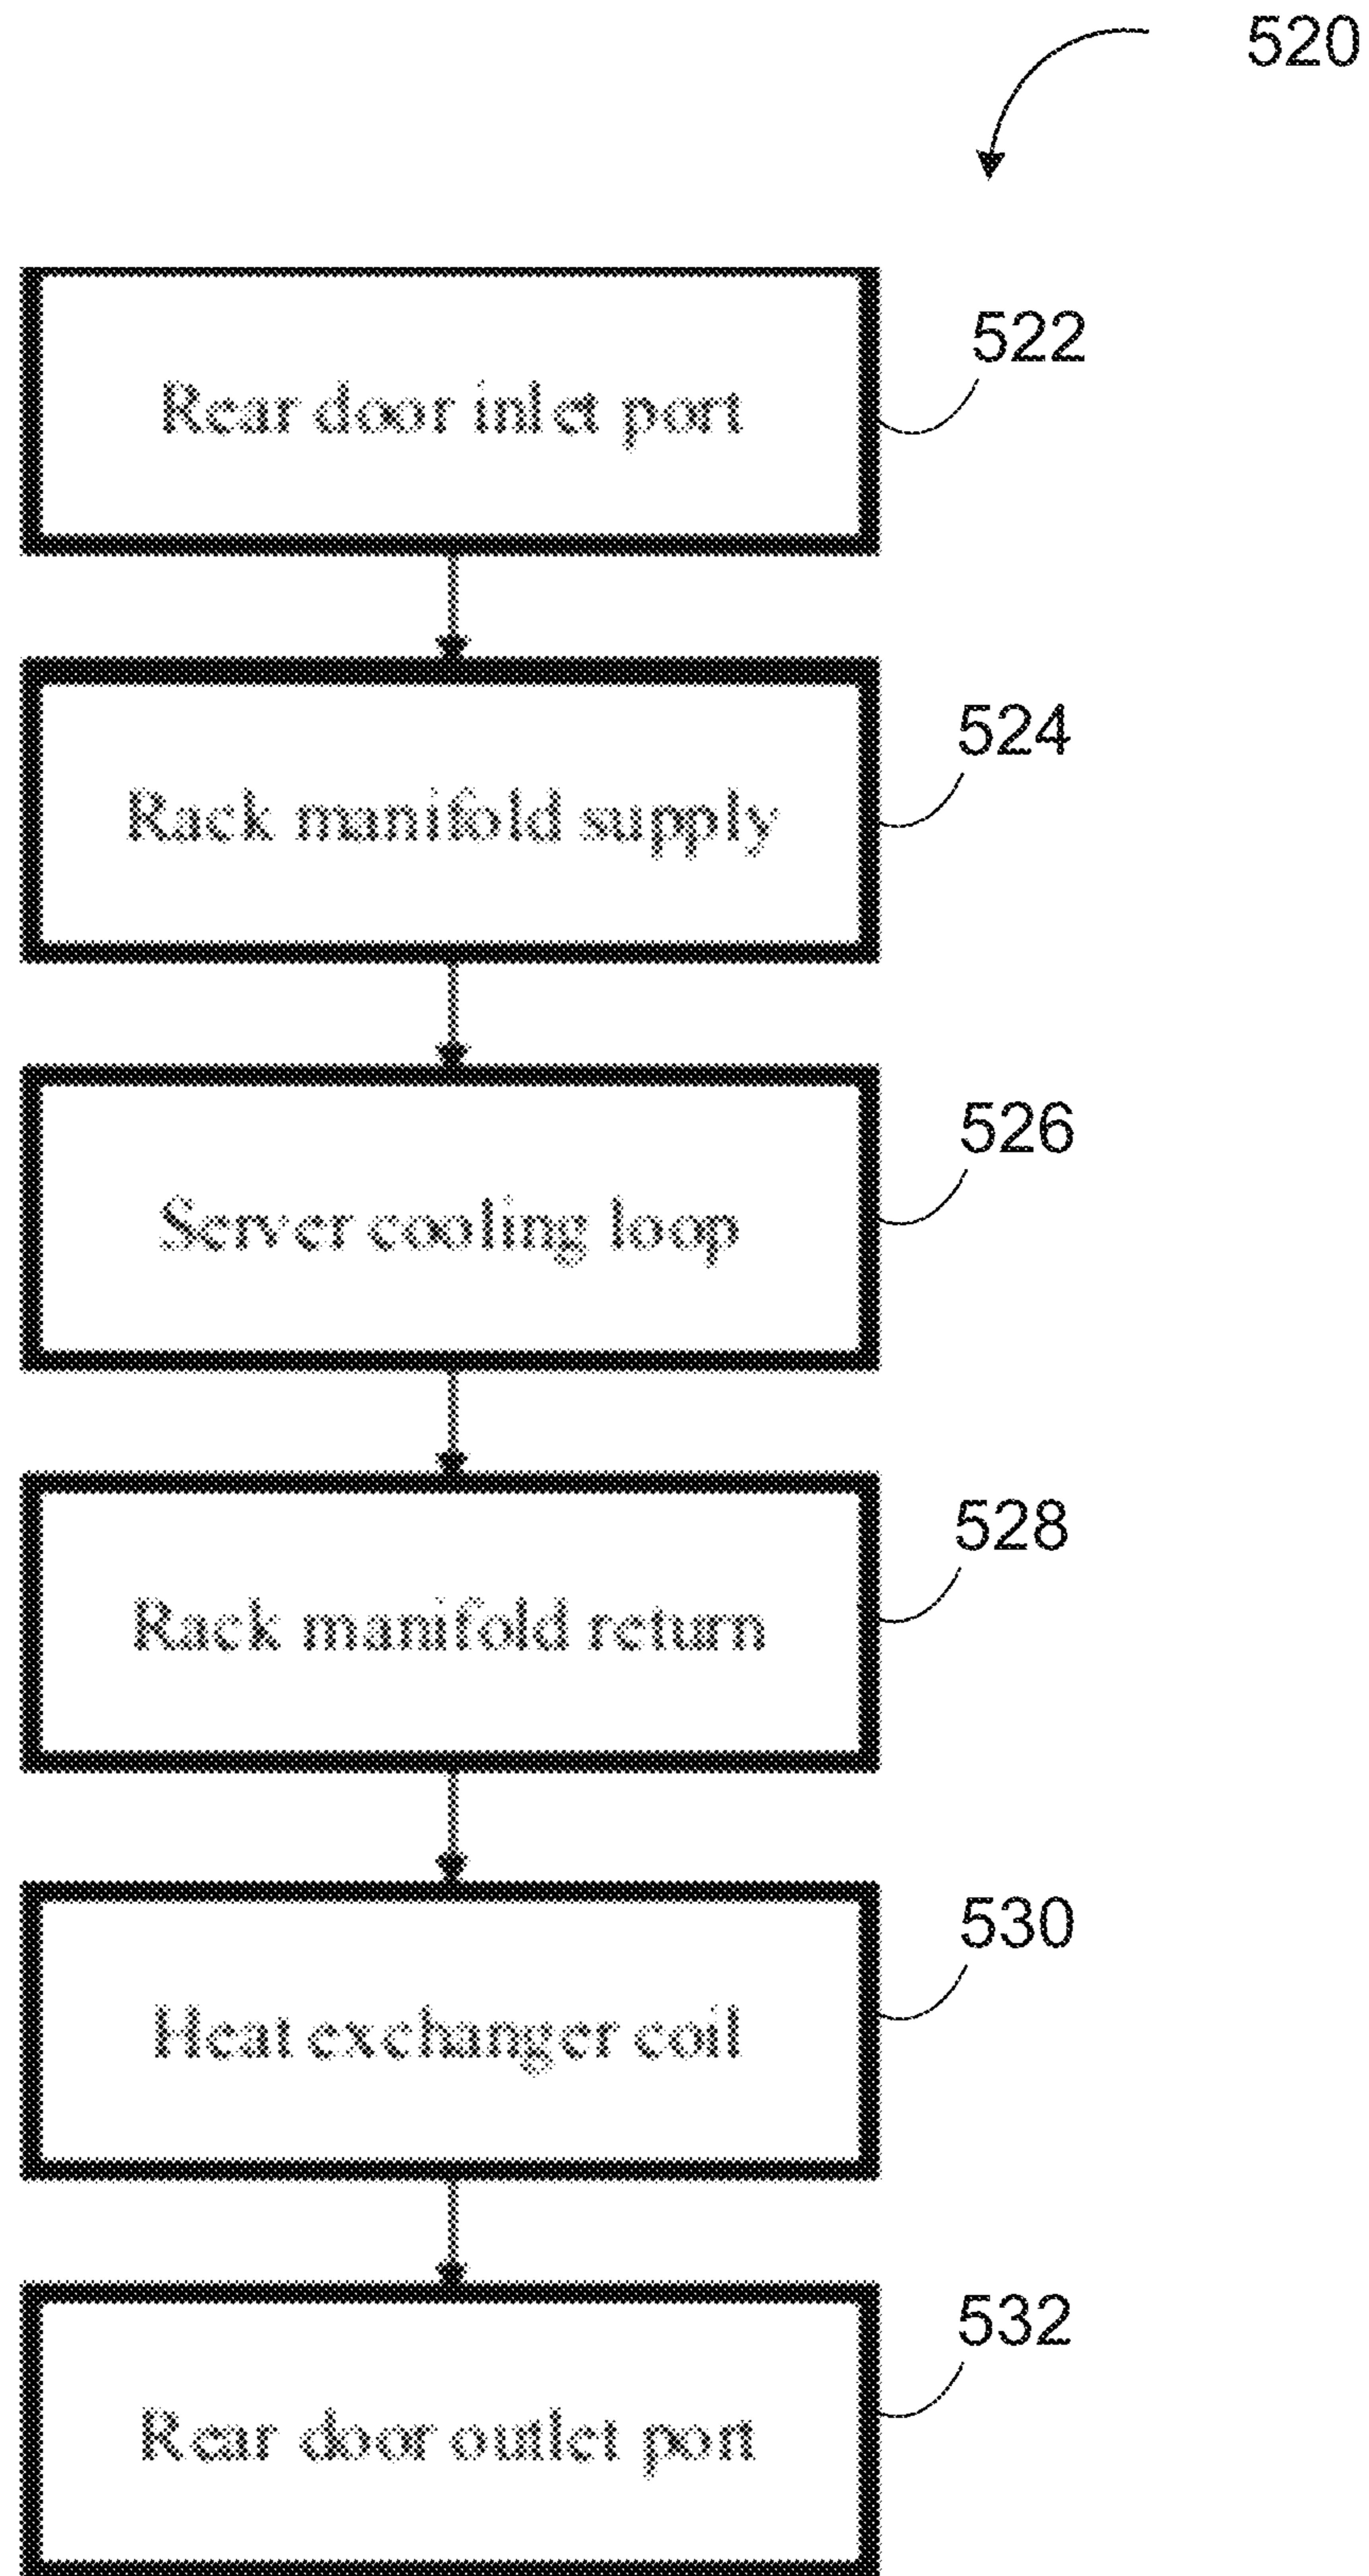 520
Rear door inlet port
522
Rack manifold supply
524
Server cooling loop
526
Rack manifold return
528
Heat exchanger coil
530
Rear door outlet port
532